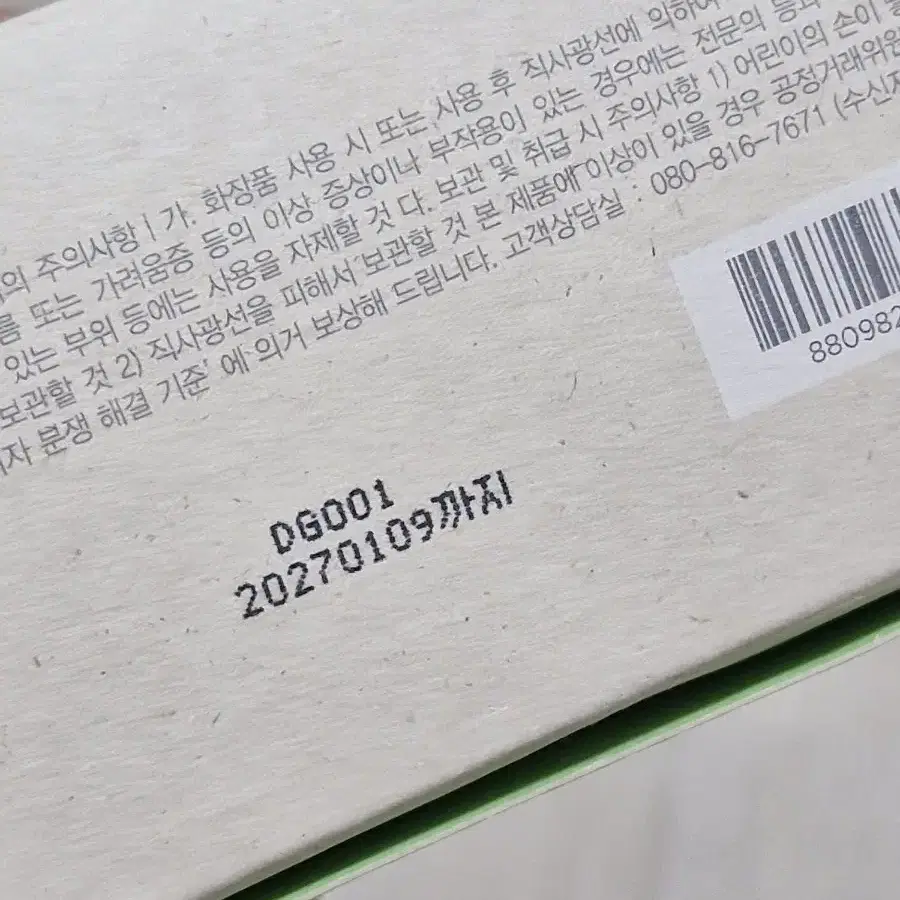 주의사항 | 가. 화장품 사용 시 또는 사용 후 직사광선에 의하여
또는 가려움증 등의 이상 증상이나 부작용이 있는 경우에는 전문의 등과
있는 부위 등에는 사용을 자제할 것 다. 보관 및 취급 시 주의사항 1) 어린이의 손이
보관할 것 2) 직사광선을 피해서 보관할 것 본 제품에 이상이 있을 경우 공정거래위원
분쟁 해결 기준' 에 의거 보상해 드립니다. 고객상담실 : 080-816-7671 (수신자
880982
DG001
20270109까지